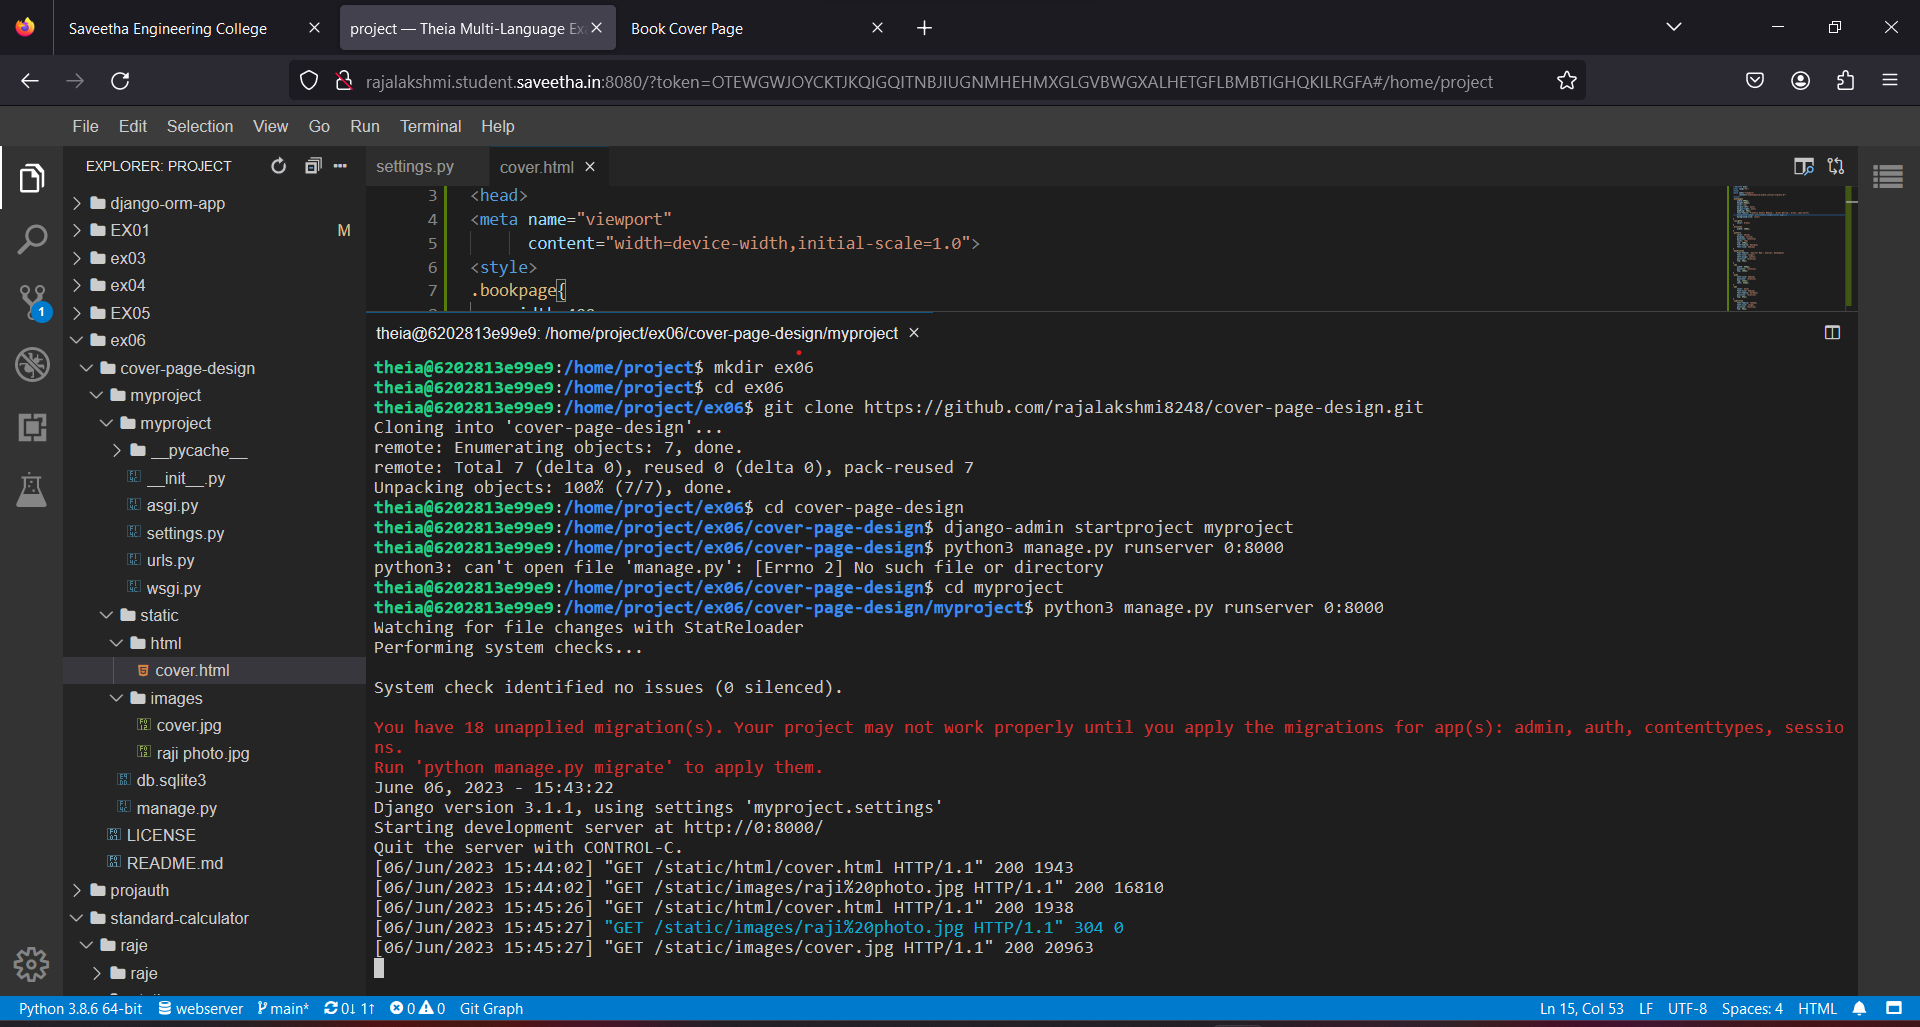 Saveetha Engineering College
project — Theia Multi-Language Ex
Book Cover Page
rajalakshmi.student.saveetha.in:8080/?token=OTEWGWJOYCKTJKQIGQITNBJIUGNMHEHMXGLGVBWGXALHETGFLBMBTIGHQKILRGFA#/home/project
File Edit Selection View Go Run Terminal Help
EXPLORER: PROJECT
django-orm-app
EX01 M
ex03
ex04
EX05
ex06
cover-page-design
myproject
myproject
__pycache__
__init__.py
asgi.py
settings.py
urls.py
wsgi.py
static
html
cover.html
images
cover.jpg
raji photo.jpg
db.sqlite3
manage.py
LICENSE
README.md
projauth
standard-calculator
raje
raje
1
settings.py
cover.html
3 <head>
4 <meta name="viewport"
5 content="width=device-width,initial-scale=1.0">
6 <style>
7 .bookpage{
theia@6202813e99e9: /home/project/ex06/cover-page-design/myproject
theia@6202813e99e9:/home/project$ mkdir ex06
theia@6202813e99e9:/home/project$ cd ex06
theia@6202813e99e9:/home/project/ex06$ git clone https://github.com/rajalakshmi8248/cover-page-design.git
Cloning into 'cover-page-design'...
remote: Enumerating objects: 7, done.
remote: Total 7 (delta 0), reused 0 (delta 0), pack-reused 7
Unpacking objects: 100% (7/7), done.
theia@6202813e99e9:/home/project/ex06$ cd cover-page-design
theia@6202813e99e9:/home/project/ex06/cover-page-design$ django-admin startproject myproject
theia@6202813e99e9:/home/project/ex06/cover-page-design$ python3 manage.py runserver 0:8000
python3: can't open file 'manage.py': [Errno 2] No such file or directory
theia@6202813e99e9:/home/project/ex06/cover-page-design$ cd myproject
theia@6202813e99e9:/home/project/ex06/cover-page-design/myproject$ python3 manage.py runserver 0:8000
Watching for file changes with StatReloader
Performing system checks...
System check identified no issues (0 silenced).
You have 18 unapplied migration(s). Your project may not work properly until you apply the migrations for app(s): admin, auth, contenttypes, sessio
ns.
Run 'python manage.py migrate' to apply them.
June 06, 2023 - 15:43:22
Django version 3.1.1, using settings 'myproject.settings'
Starting development server at http://0:8000/
Quit the server with CONTROL-C.
[06/Jun/2023 15:44:02] "GET /static/html/cover.html HTTP/1.1" 200 1943
[06/Jun/2023 15:44:02] "GET /static/images/raji%20photo.jpg HTTP/1.1" 200 16810
[06/Jun/2023 15:45:26] "GET /static/html/cover.html HTTP/1.1" 200 1938
[06/Jun/2023 15:45:27] "GET /static/images/raji%20photo.jpg HTTP/1.1" 304 0
[06/Jun/2023 15:45:27] "GET /static/images/cover.jpg HTTP/1.1" 200 20963
Python 3.8.6 64-bit webserver main* 0↓ 1↑ 0 0 Git Graph Ln 15, Col 53 LF UTF-8 Spaces: 4 HTML